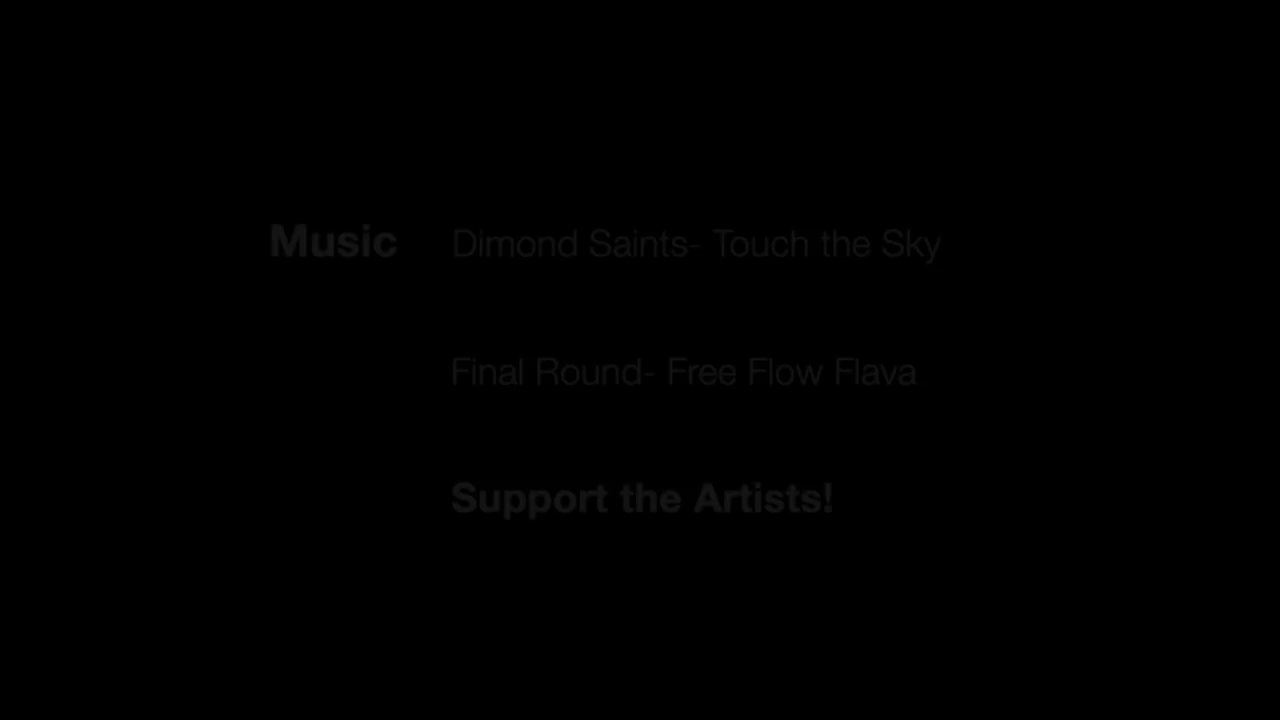 Music Dimond Saints- Touch the Sky
Final Round- Free Flow Flava
Support the Artists!